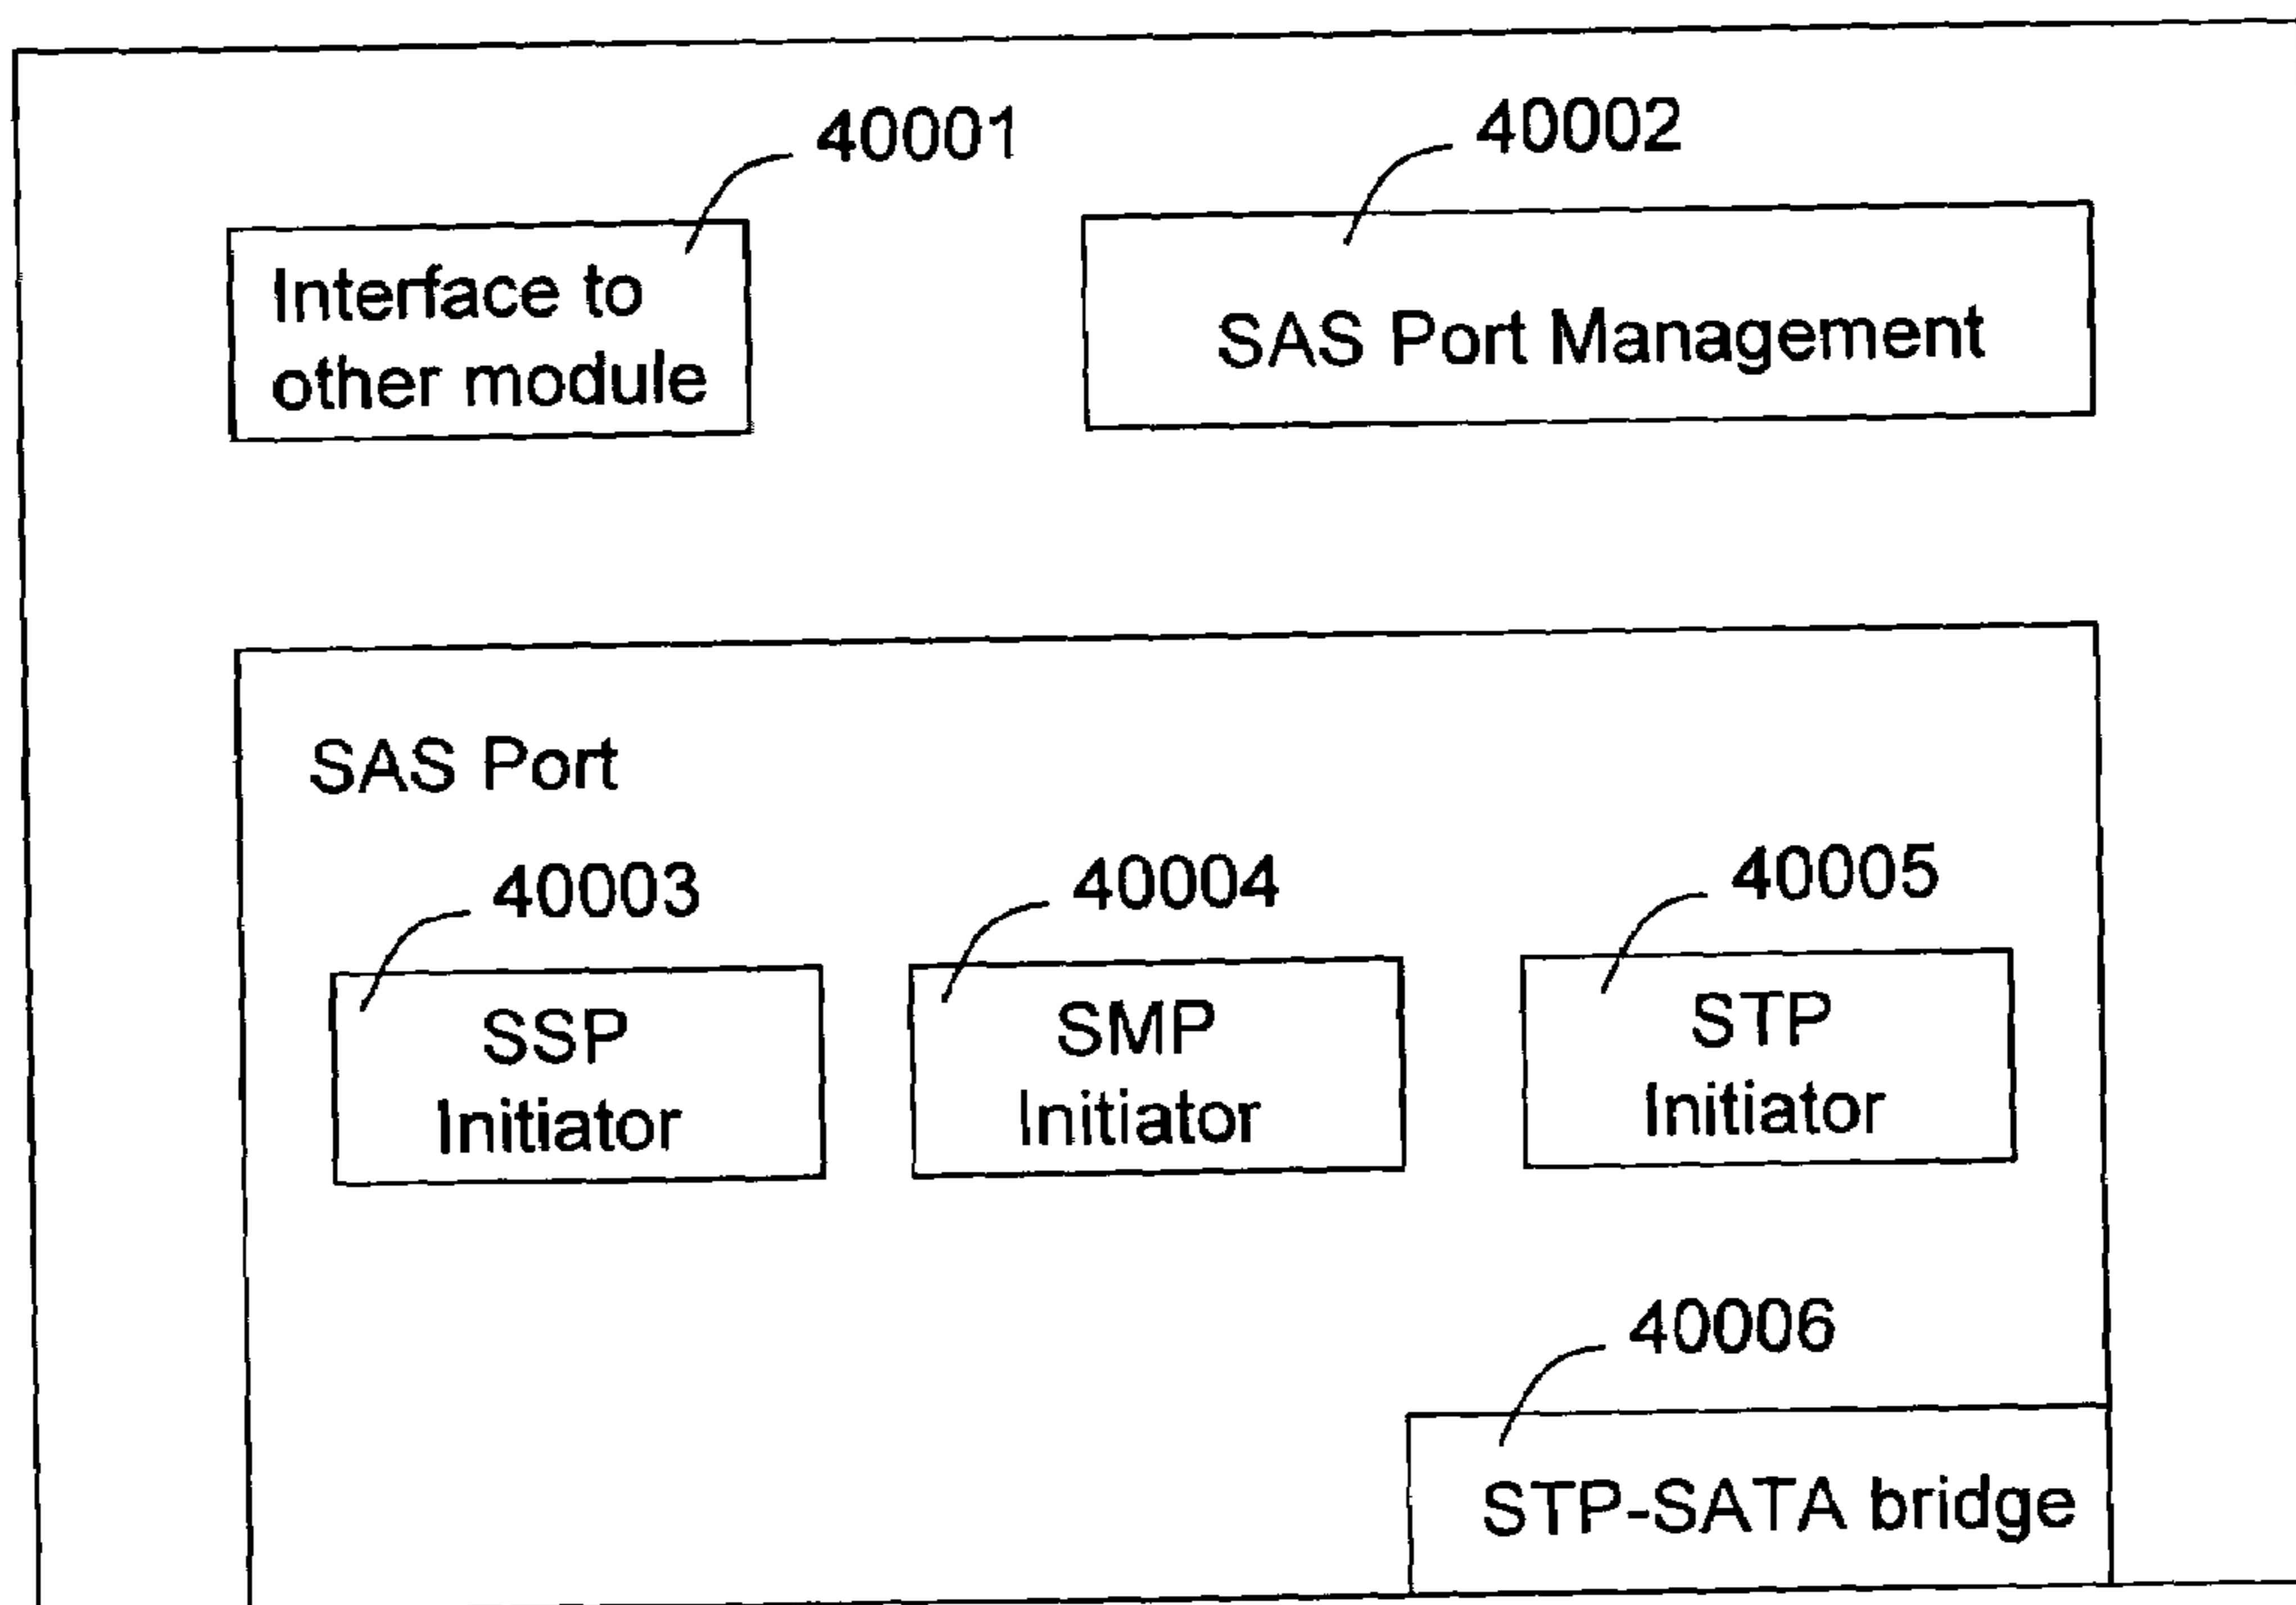 40001
40002
Interface to
other module
SAS Port Management
SAS Port
40003
40004
40005
SSP
Initiator
SMP
Initiator
STP
Initiator
40006
STP-SATA bridge